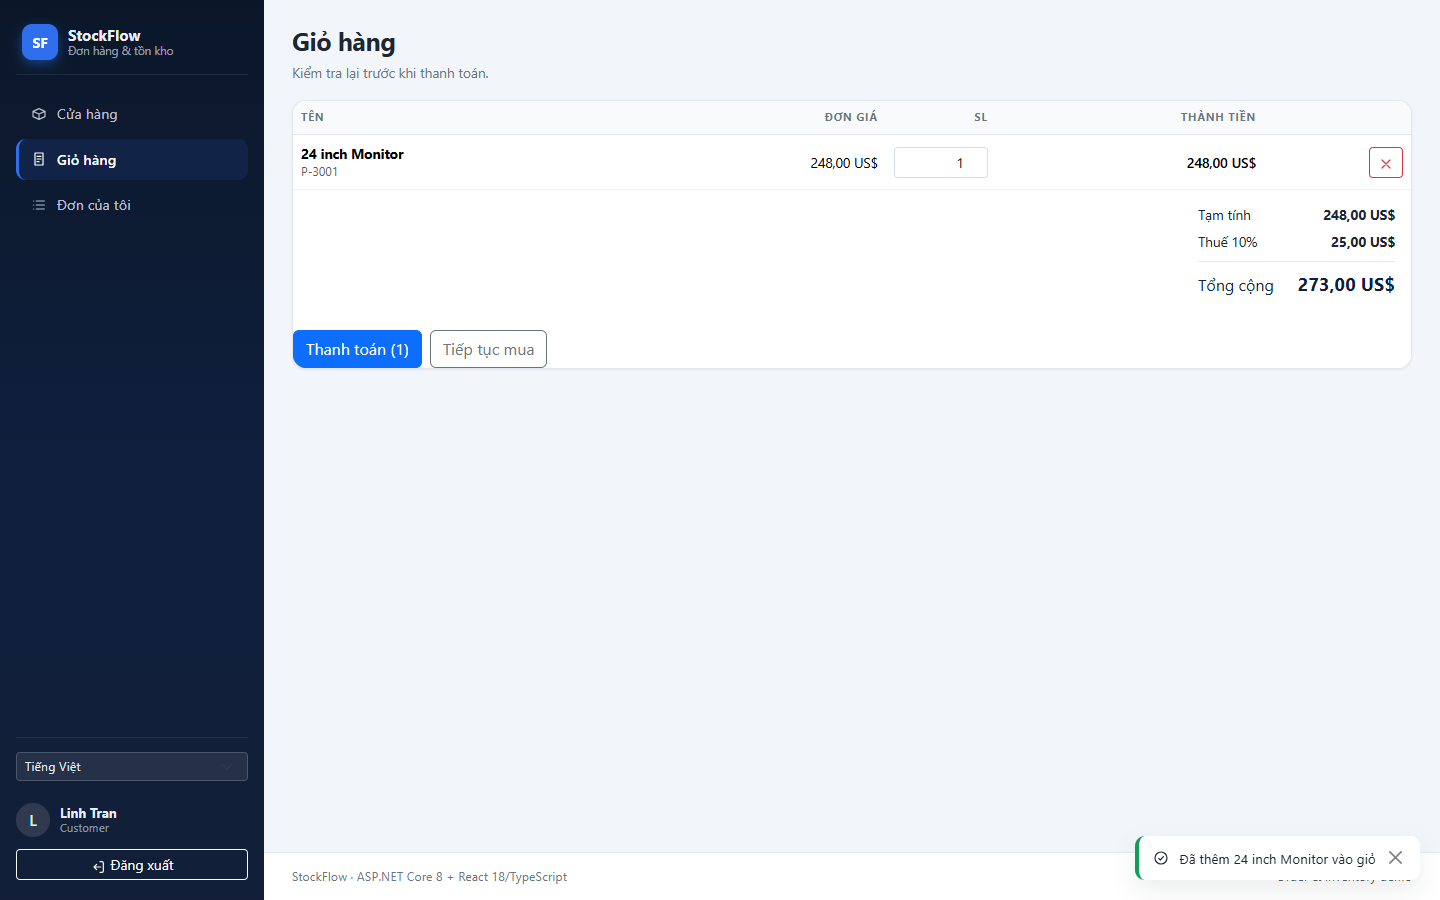 SF
StockFlow
Đơn hàng & tồn kho
Cửa hàng
Giỏ hàng
Đơn của tôi
Tiếng Việt
L
Linh Tran
Customer
Đăng xuất
Giỏ hàng
Kiểm tra lại trước khi thanh toán.
TÊN ĐƠN GIÁ SL THÀNH TIỀN
24 inch Monitor
P-3001
248,00 US$ 1 248,00 US$
Tạm tính 248,00 US$
Thuế 10% 25,00 US$
Tổng cộng 273,00 US$
Thanh toán (1) Tiếp tục mua
Đã thêm 24 inch Monitor vào giỏ
StockFlow · ASP.NET Core 8 + React 18/TypeScript